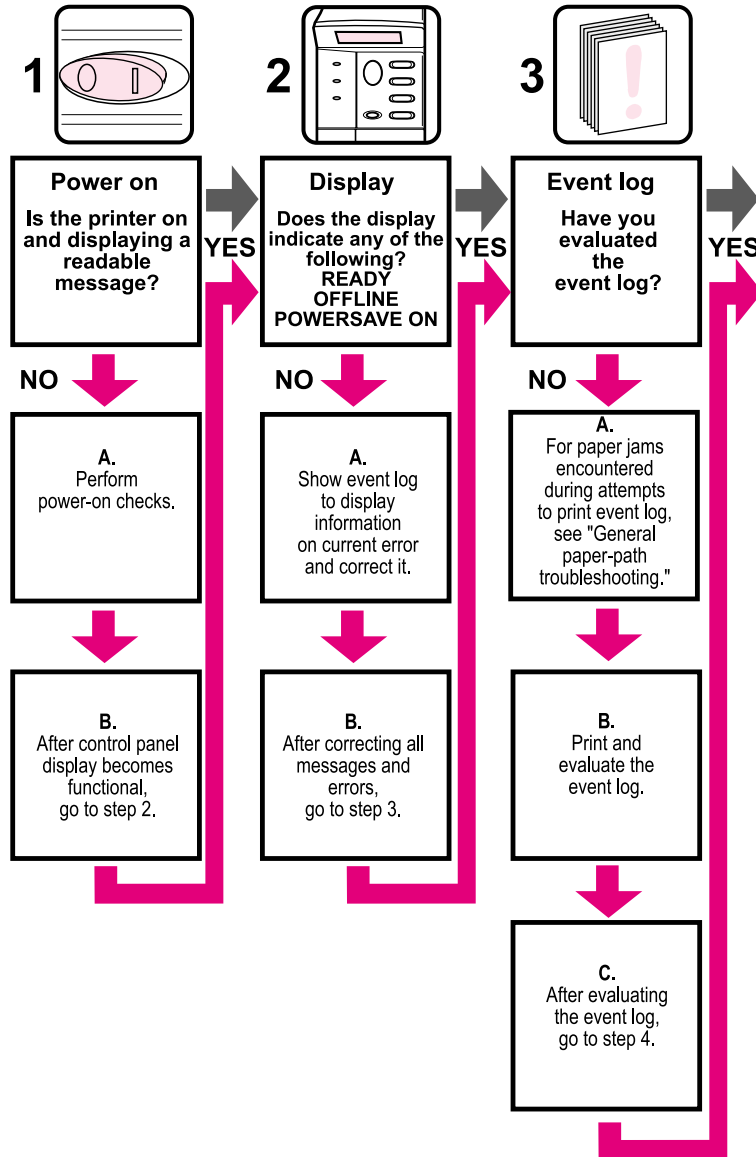 1
Power on
Is the printer on
and displaying a
readable
message?
YES
NO
A.
Perform
power-on checks.
B.
After control panel
display becomes
functional,
go to step 2.
2
Display
Does the display
indicate any of the
following?
READY
OFFLINE
POWERSAVE ON
YES
NO
A.
Show event log
to display
information
on current error
and correct it.
B.
After correcting all
messages and
errors,
go to step 3.
3
Event log
Have you
evaluated
the
event log?
YES
NO
A.
For paper jams
encountered
during attempts
to print event log,
see "General
paper-path
troubleshooting."
B.
Print and
evaluate the
event log.
C.
After evaluating
the event log,
go to step 4.